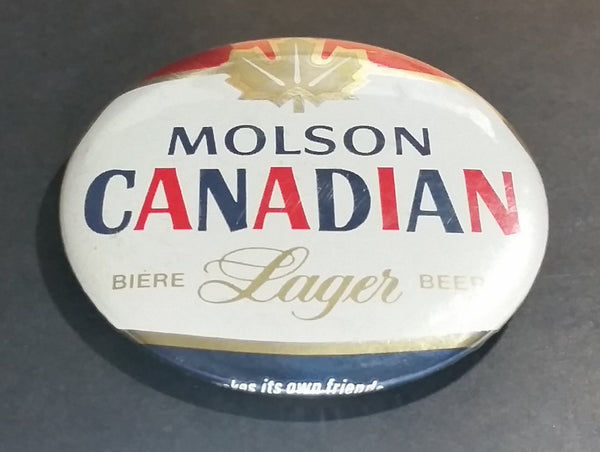 MOLSON
CANADIAN
BIÈRE Lager BEER
its own friends